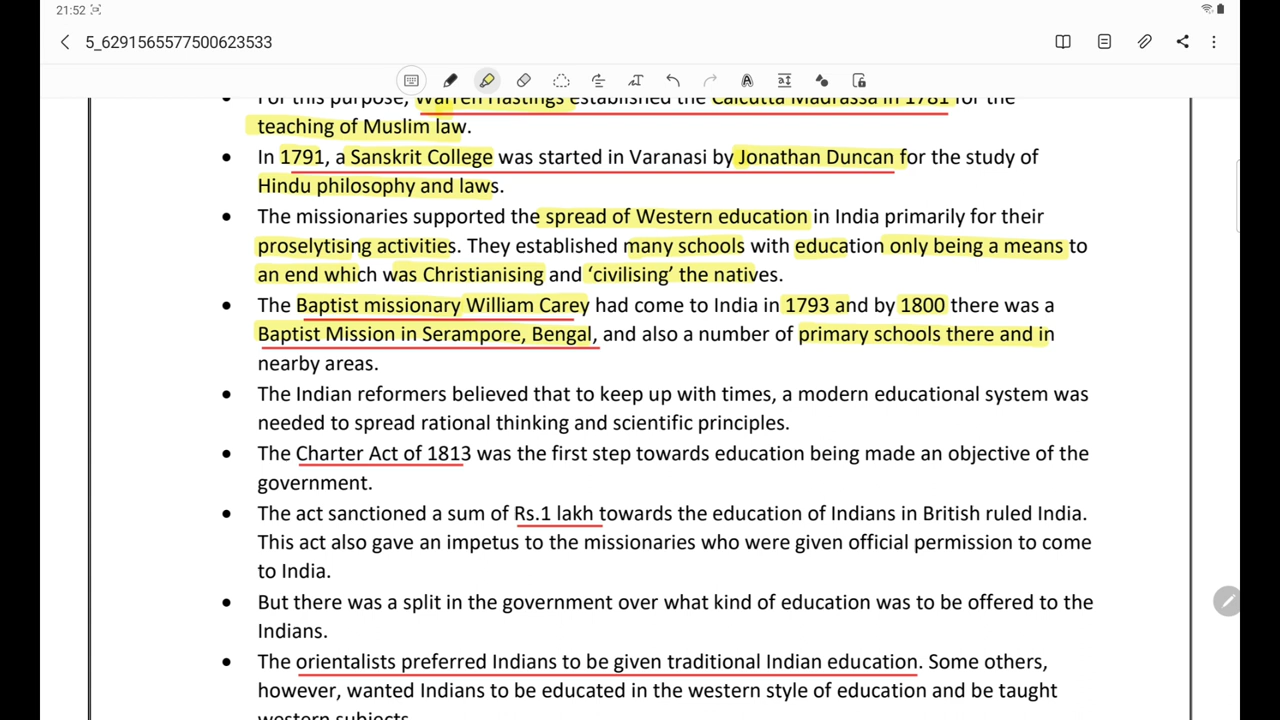 21:52
5_6291565577500623533
• For this purpose, Warren Hastings established the Calcutta Madrassa in 1781 for the
teaching of Muslim law.
• In 1791, a Sanskrit College was started in Varanasi by Jonathan Duncan for the study of
Hindu philosophy and laws.
• The missionaries supported the spread of Western education in India primarily for their
proselytising activities. They established many schools with education only being a means to
an end which was Christianising and ‘civilising’ the natives.
• The Baptist missionary William Carey had come to India in 1793 and by 1800 there was a
Baptist Mission in Serampore, Bengal, and also a number of primary schools there and in
nearby areas.
• The Indian reformers believed that to keep up with times, a modern educational system was
needed to spread rational thinking and scientific principles.
• The Charter Act of 1813 was the first step towards education being made an objective of the
government.
• The act sanctioned a sum of Rs.1 lakh towards the education of Indians in British ruled India.
This act also gave an impetus to the missionaries who were given official permission to come
to India.
• But there was a split in the government over what kind of education was to be offered to the
Indians.
• The orientalists preferred Indians to be given traditional Indian education. Some others,
however, wanted Indians to be educated in the western style of education and be taught
western subjects.